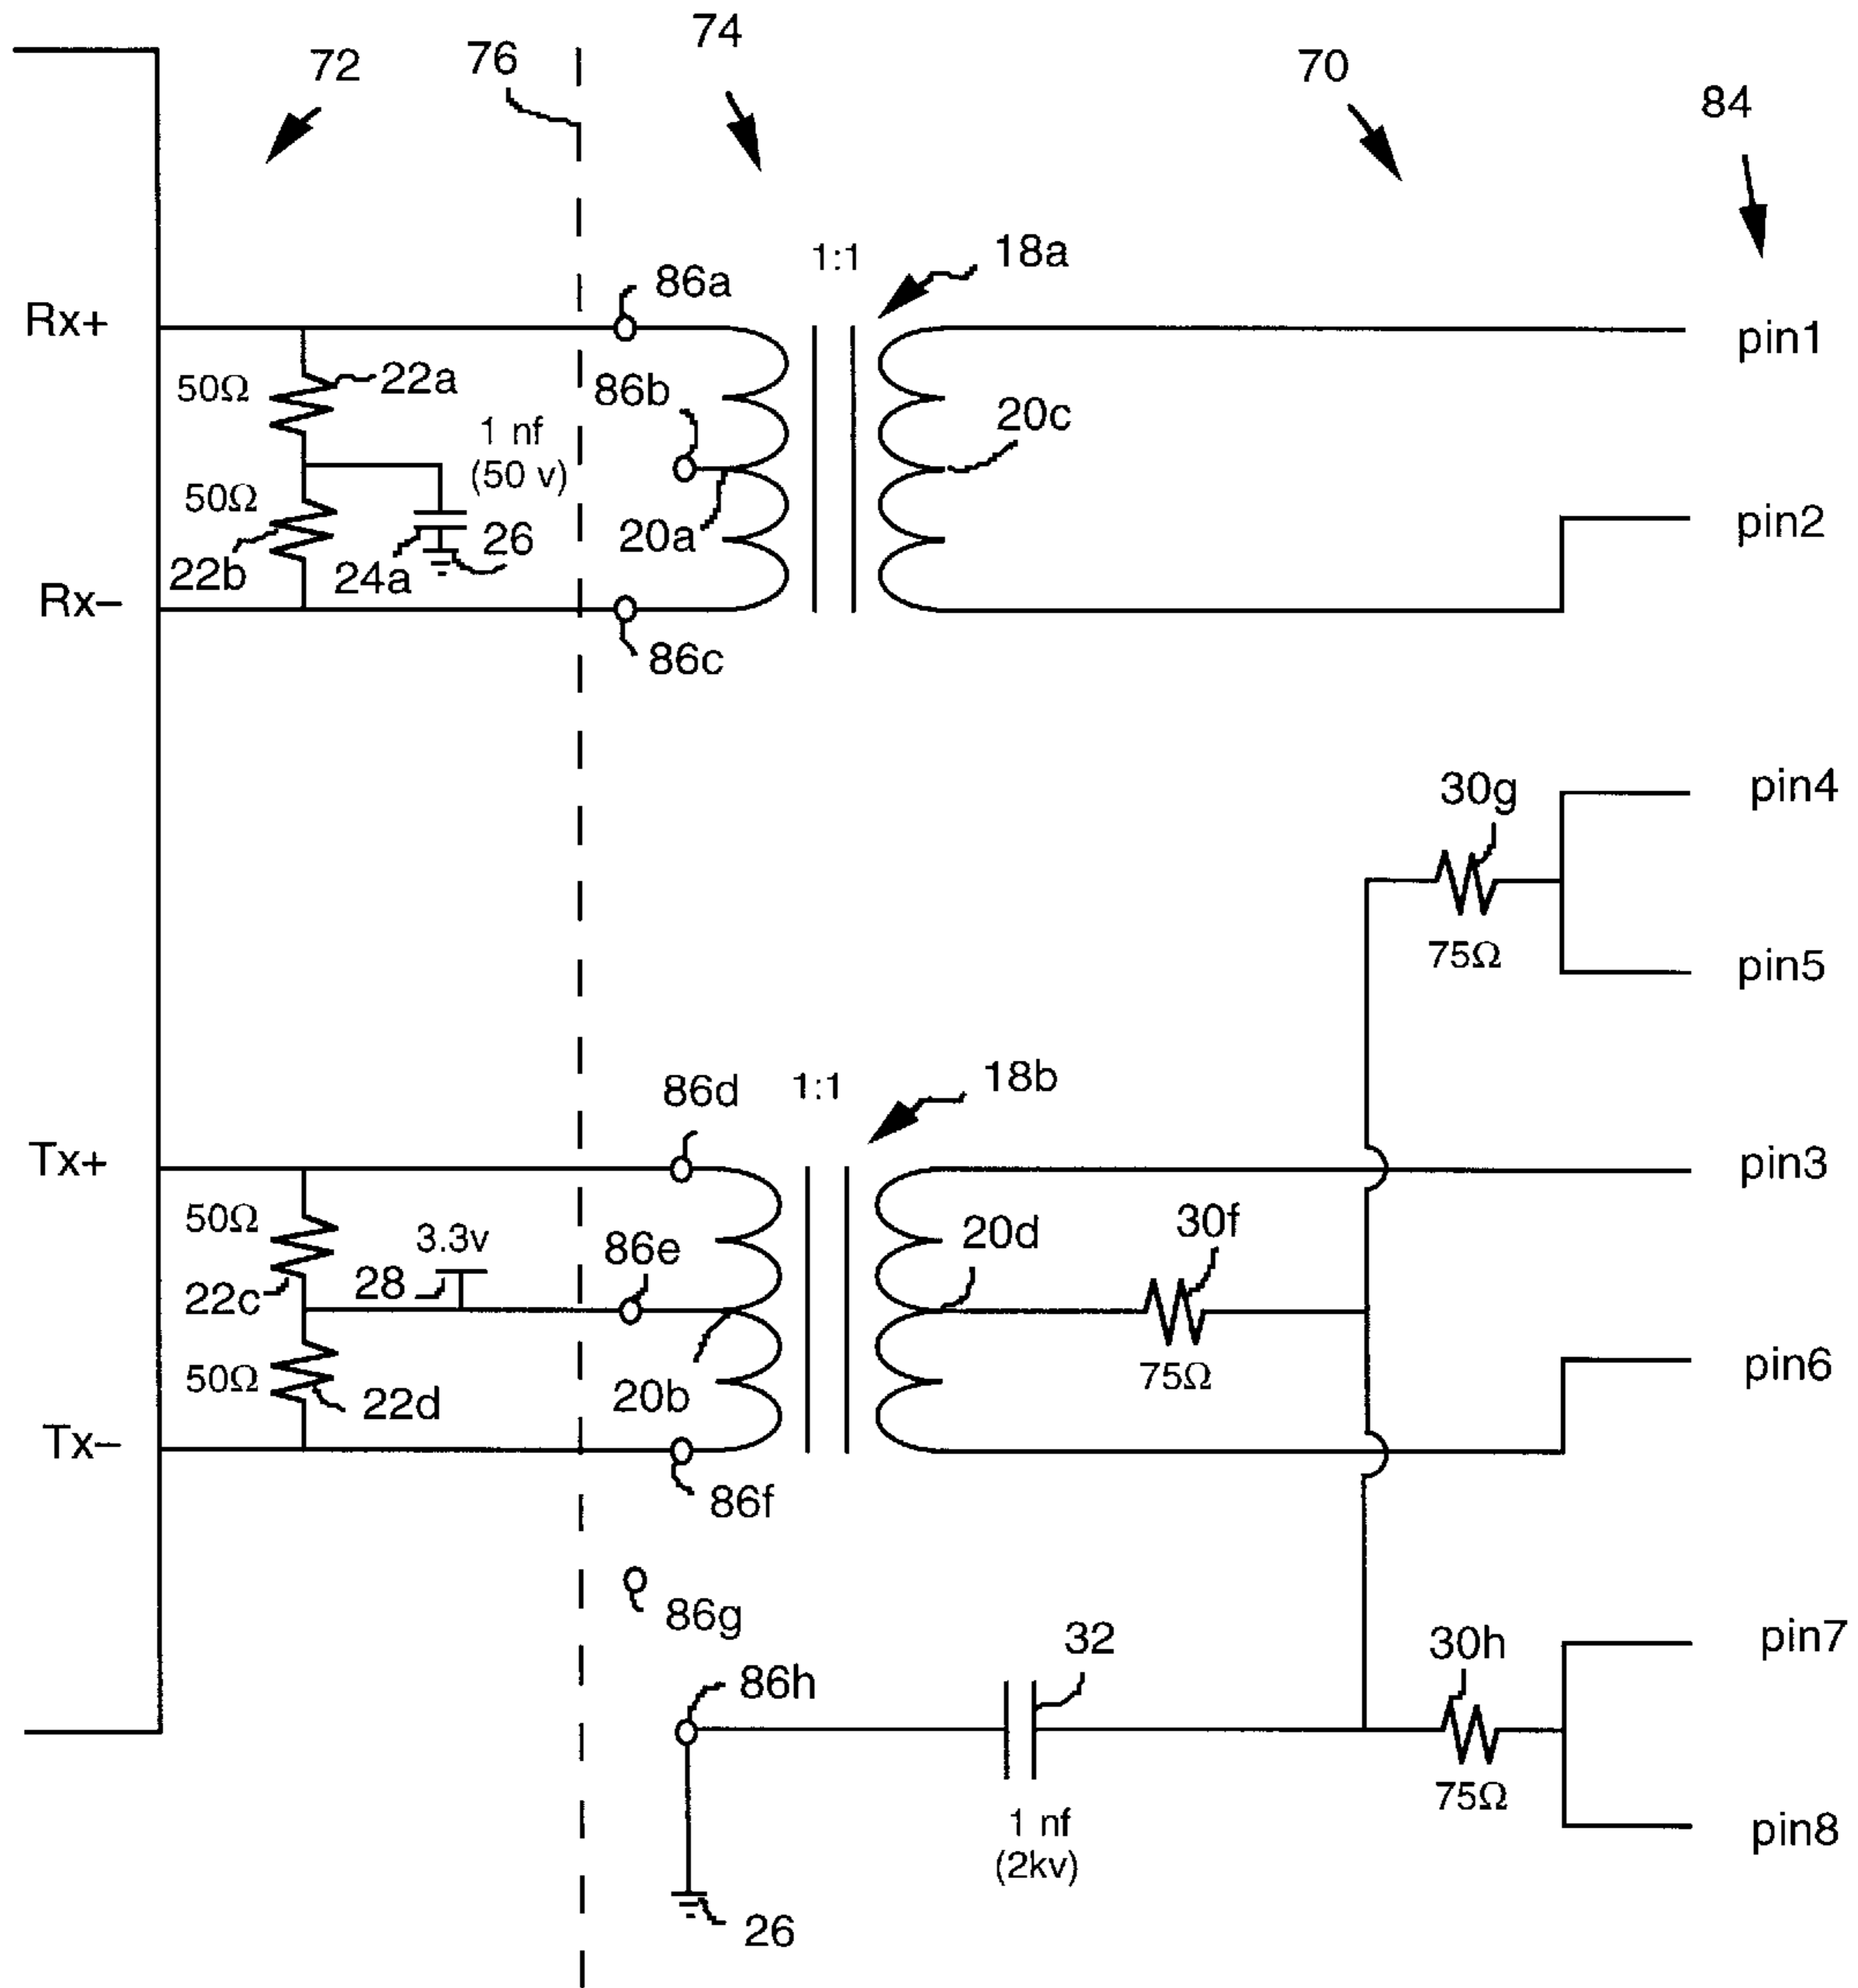 72
76
74
70
84
1:1
18a
86a
Rx+
pin1
50Ω
22a
86b
1 nf
(50 v)
20c
50Ω
22b
24a
26
20a
pin2
Rx–
86c
30g
pin4
75Ω
pin5
86d
1:1
18b
Tx+
pin3
50Ω
22c
3.3v
28
86e
20d
30f
50Ω
22d
20b
75Ω
pin6
Tx–
86f
86g
86h
32
30h
pin7
75Ω
1 nf
(2kv)
pin8
26